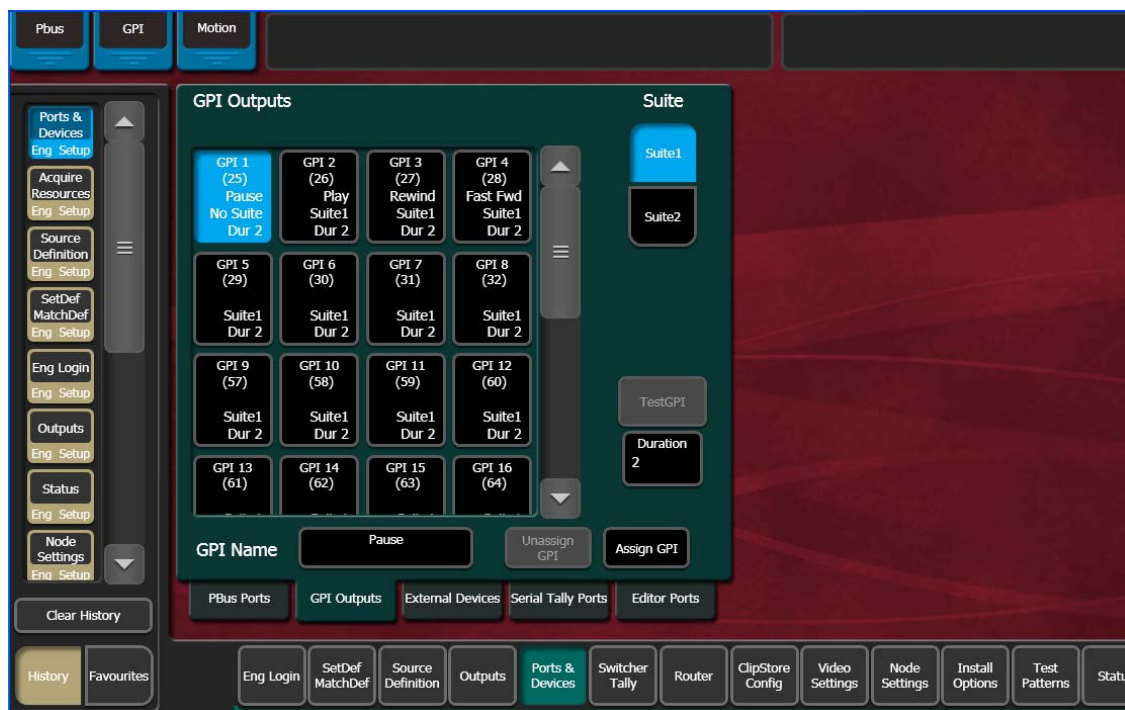 Pbus
GPI
Motion
Ports &
Devices
Eng Setup
Acquire
Resources
Eng Setup
Source
Definition
Eng Setup
SetDef
MatchDef
Eng Setup
Eng Login
Eng Setup
Outputs
Eng Setup
Status
Eng Setup
Node
Settings
Eng Setup
Clear History
History
Favourites
GPI Outputs
Suite
GPI 1
(25)
Pause
No Suite
Dur 2
GPI 2
(26)
Play
Suite1
Dur 2
GPI 3
(27)
Rewind
Suite1
Dur 2
GPI 4
(28)
Fast Fwd
Suite1
Dur 2
GPI 5
(29)
Suite1
Dur 2
GPI 6
(30)
Suite1
Dur 2
GPI 7
(31)
Suite1
Dur 2
GPI 8
(32)
Suite1
Dur 2
GPI 9
(57)
Suite1
Dur 2
GPI 10
(58)
Suite1
Dur 2
GPI 11
(59)
Suite1
Dur 2
GPI 12
(60)
Suite1
Dur 2
GPI 13
(61)
GPI 14
(62)
GPI 15
(63)
GPI 16
(64)
Suite1
Suite2
TestGPI
Duration
2
GPI Name
Pause
Unassign
GPI
Assign GPI
PBus Ports
GPI Outputs
External Devices
Serial Tally Ports
Editor Ports
Eng Login
SetDef
MatchDef
Source
Definition
Outputs
Ports &
Devices
Switcher
Tally
Router
ClipStore
Config
Video
Settings
Node
Settings
Install
Options
Test
Patterns